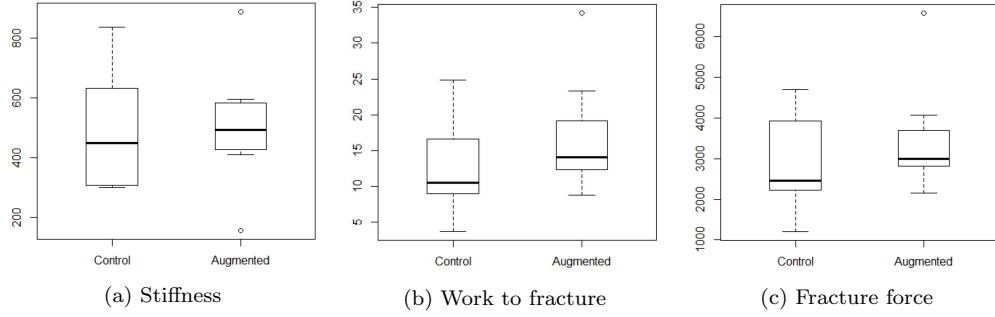 200 400 600 800
Control Augmented
(a) Stiffness
5 10 15 20 25 30 35
Control Augmented
(b) Work to fracture
1000 2000 3000 4000 5000 6000
Control Augmented
(c) Fracture force